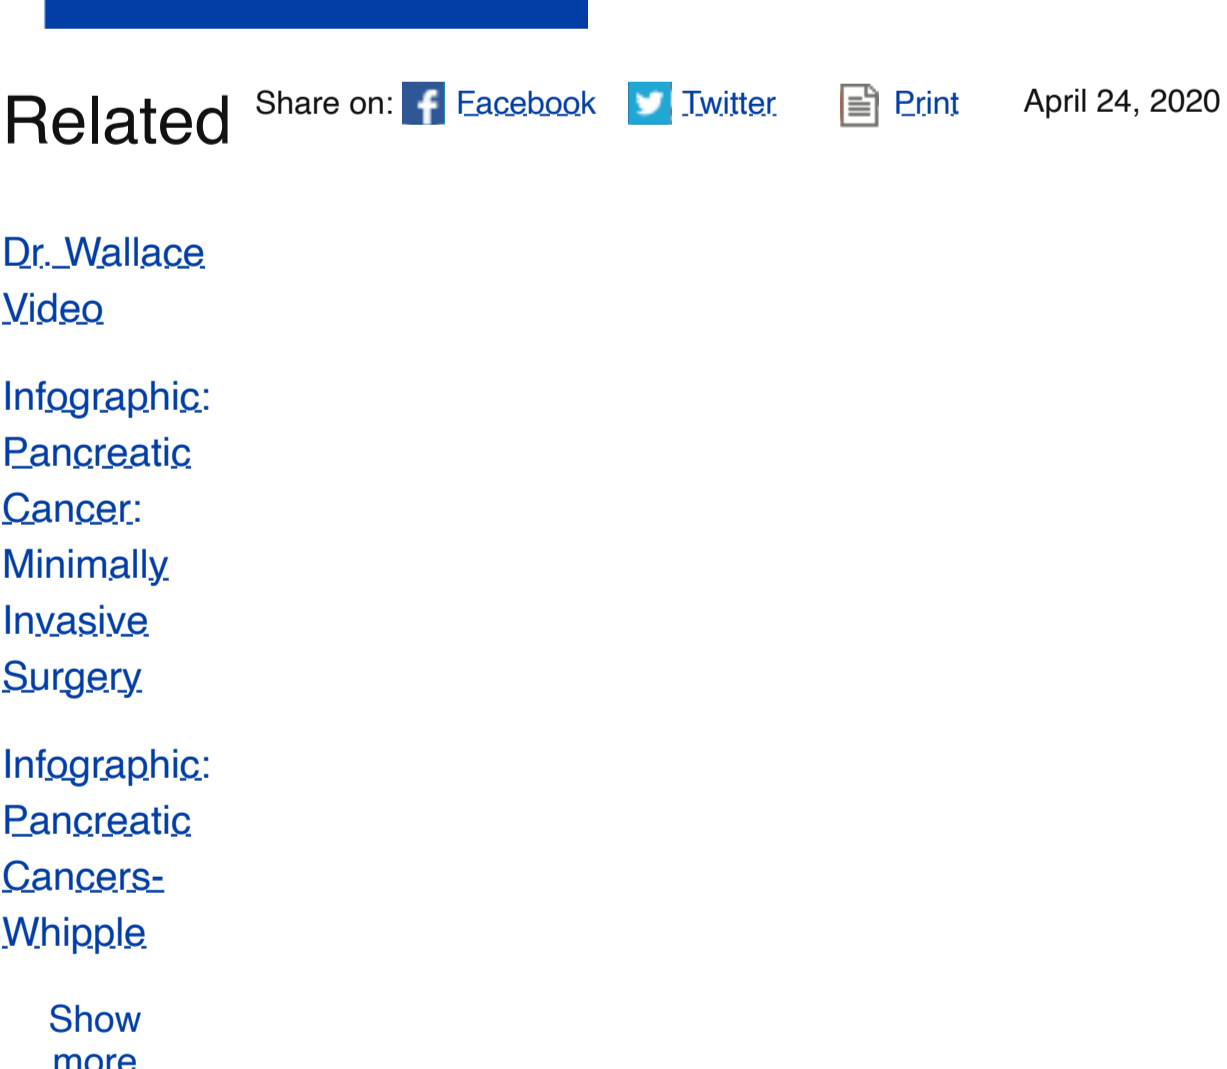 Related
Share on: Facebook Twitter Print April 24, 2020
Dr. Wallace
Video
Infographic:
Pancreatic
Cancer:
Minimally
Invasive
Surgery
Infographic:
Pancreatic
Cancers-
Whipple
Show
more